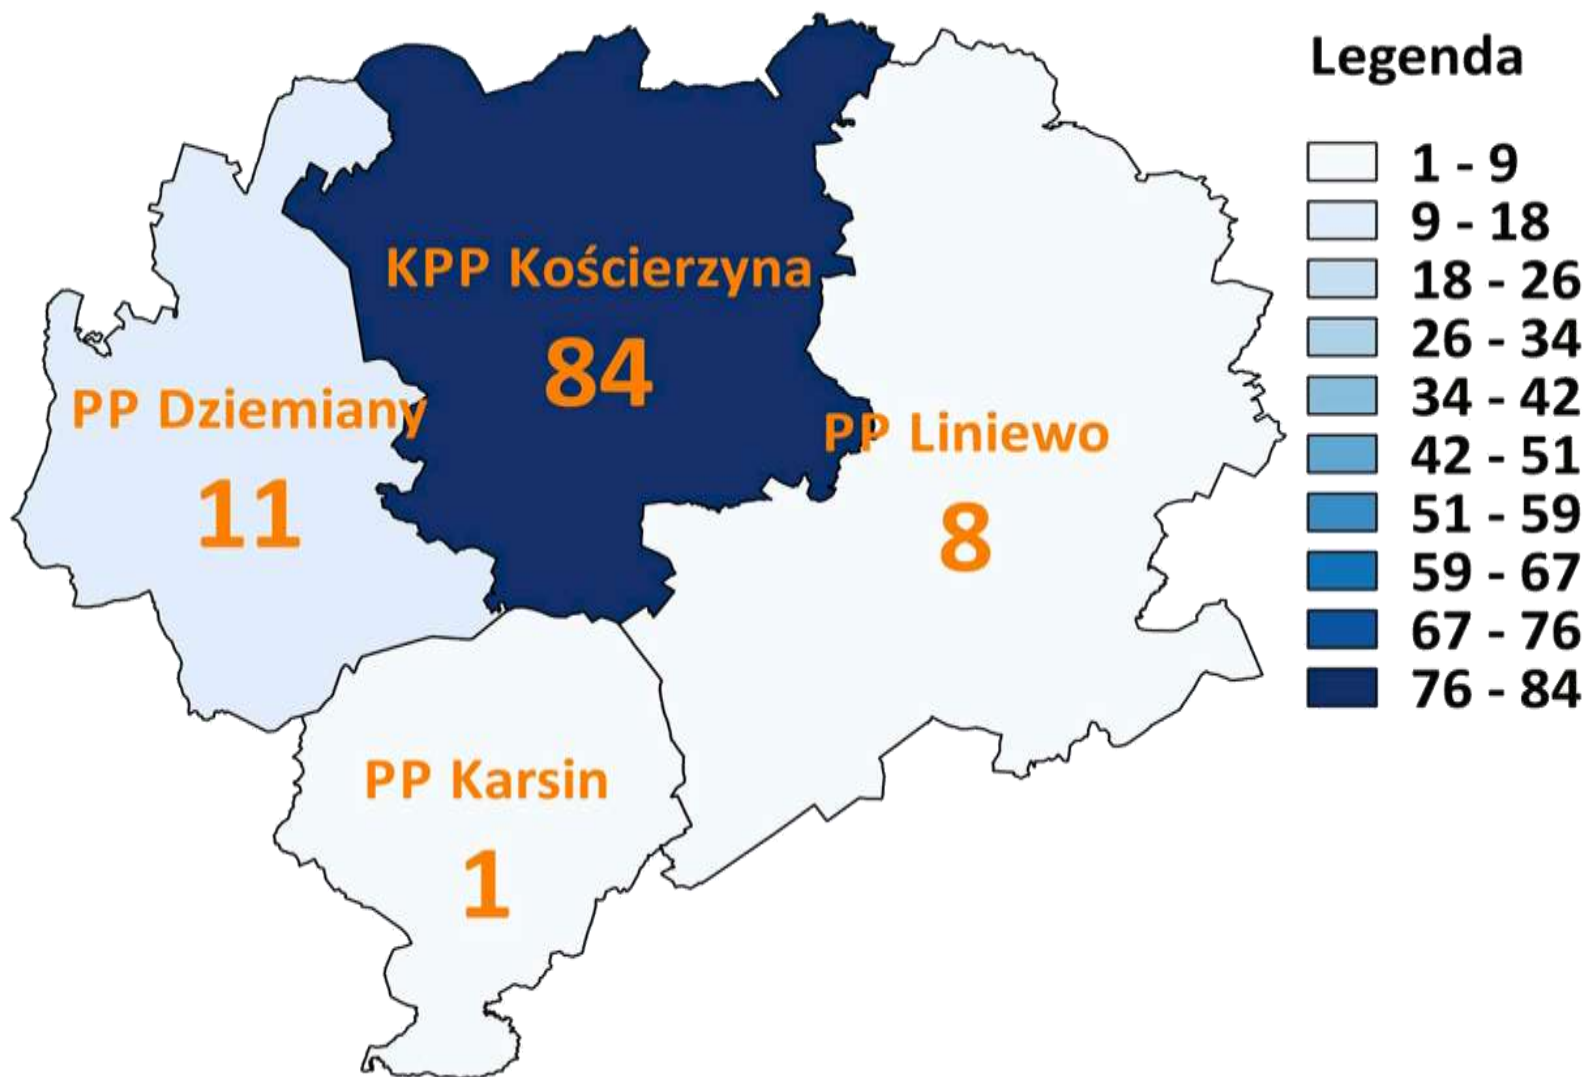 Legenda
1 - 9
9 - 18
18 - 26
26 - 34
34 - 42
42 - 51
51 - 59
59 - 67
67 - 76
76 - 84
KPP Kościerzyna
84
PP Dziemiany
11
PP Liniewo
8
PP Karsin
1